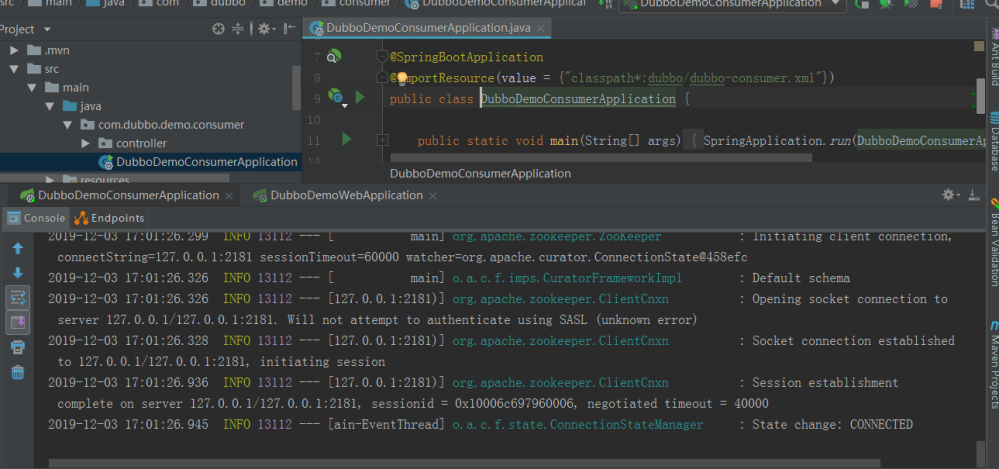 src main java com dubbo demo consumer DubboDemoConsumerApplication DubboDemoWebApplication
Project
DubboDemoConsumerApplication.java
.mvn
src
main
java
com.dubbo.demo.consumer
controller
DubboDemoConsumerApplication
resources
7 @SpringBootApplication
8 @ImportResource(value = {"classpath*:dubbo/dubbo-consumer.xml"})
9 public class DubboDemoConsumerApplication {
11 public static void main(String[] args) { SpringApplication.run(DubboDemoConsumerAp
14
DubboDemoConsumerApplication
Ant Build
Database
Bean Validation
Maven Projects
DubboDemoConsumerApplication DubboDemoWebApplication
Console Endpoints
2019-12-03 17:01:26.299 INFO 13112 --- [ main] org.apache.zookeeper.ZooKeeper : Initiating client connection,
connectString=127.0.0.1:2181 sessionTimeout=60000 watcher=org.apache.curator.ConnectionState@458efc
2019-12-03 17:01:26.326 INFO 13112 --- [ main] o.a.c.f.imps.CuratorFrameworkImpl : Default schema
2019-12-03 17:01:26.326 INFO 13112 --- [127.0.0.1:2181)] org.apache.zookeeper.ClientCnxn : Opening socket connection to
server 127.0.0.1/127.0.0.1:2181. Will not attempt to authenticate using SASL (unknown error)
2019-12-03 17:01:26.328 INFO 13112 --- [127.0.0.1:2181)] org.apache.zookeeper.ClientCnxn : Socket connection established
to 127.0.0.1/127.0.0.1:2181, initiating session
2019-12-03 17:01:26.936 INFO 13112 --- [127.0.0.1:2181)] org.apache.zookeeper.ClientCnxn : Session establishment
complete on server 127.0.0.1/127.0.0.1:2181, sessionid = 0x10006c697960006, negotiated timeout = 40000
2019-12-03 17:01:26.945 INFO 13112 --- [ain-EventThread] o.a.c.f.state.ConnectionStateManager : State change: CONNECTED